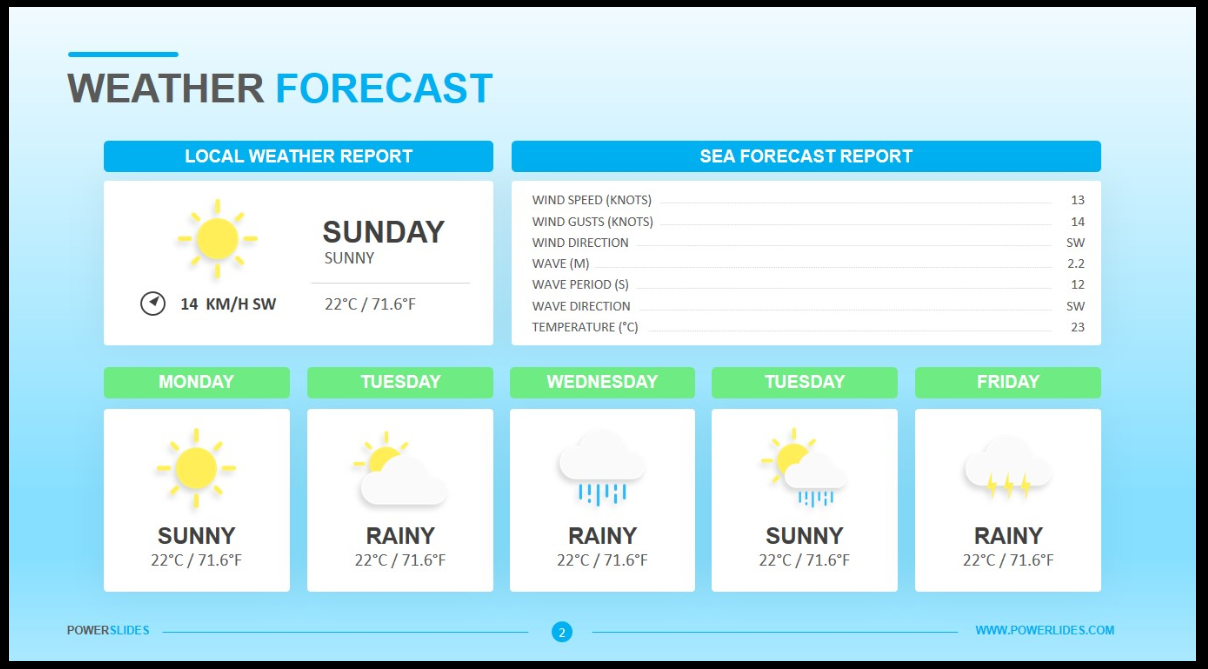 WEATHER FORECAST
LOCAL WEATHER REPORT
SUNDAY
SUNNY
14 KM/H SW
22°C / 71.6°F
SEA FORECAST REPORT
WIND SPEED (KNOTS) 13
WIND GUSTS (KNOTS) 14
WIND DIRECTION SW
WAVE (M) 2.2
WAVE PERIOD (S) 12
WAVE DIRECTION SW
TEMPERATURE (°C) 23
MONDAY
SUNNY
22°C / 71.6°F
TUESDAY
RAINY
22°C / 71.6°F
WEDNESDAY
RAINY
22°C / 71.6°F
TUESDAY
SUNNY
22°C / 71.6°F
FRIDAY
RAINY
22°C / 71.6°F
POWERSLIDES
2
WWW.POWERLIDES.COM